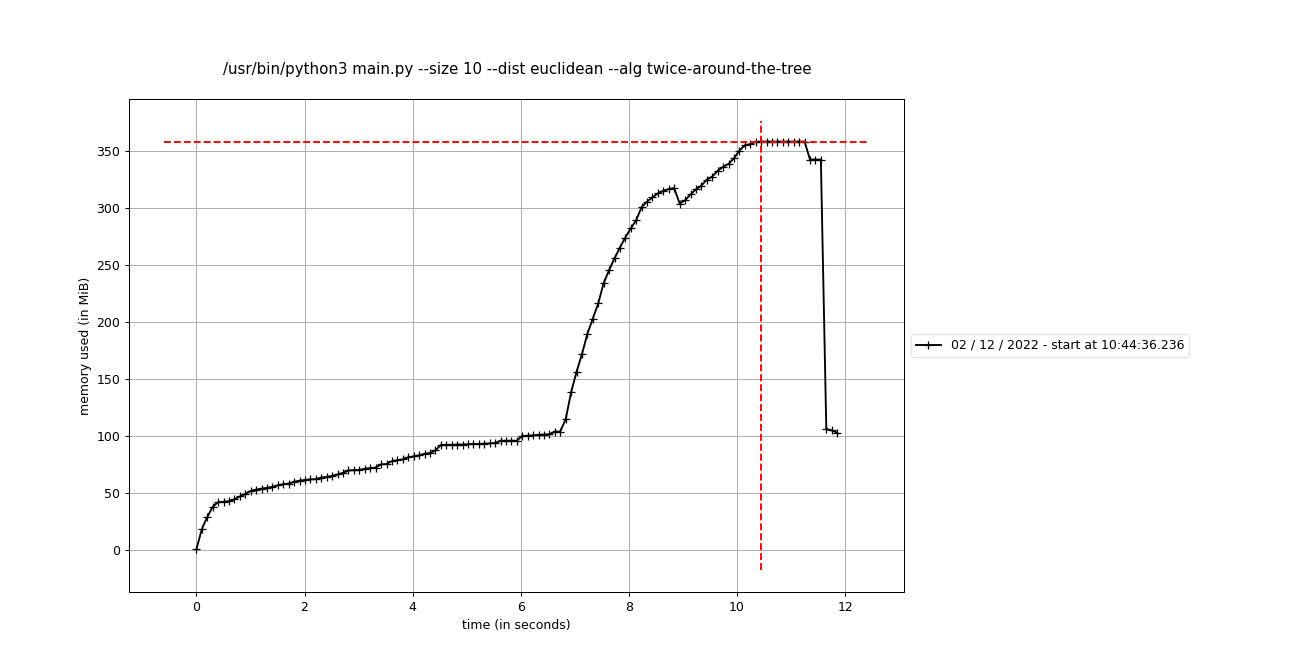 /usr/bin/python3 main.py --size 10 --dist euclidean --alg twice-around-the-tree
memory used (in MiB)
350
300
250
200
150
100
50
0
0 2 4 6 8 10 12
time (in seconds)
02 / 12 / 2022 - start at 10:44:36.236